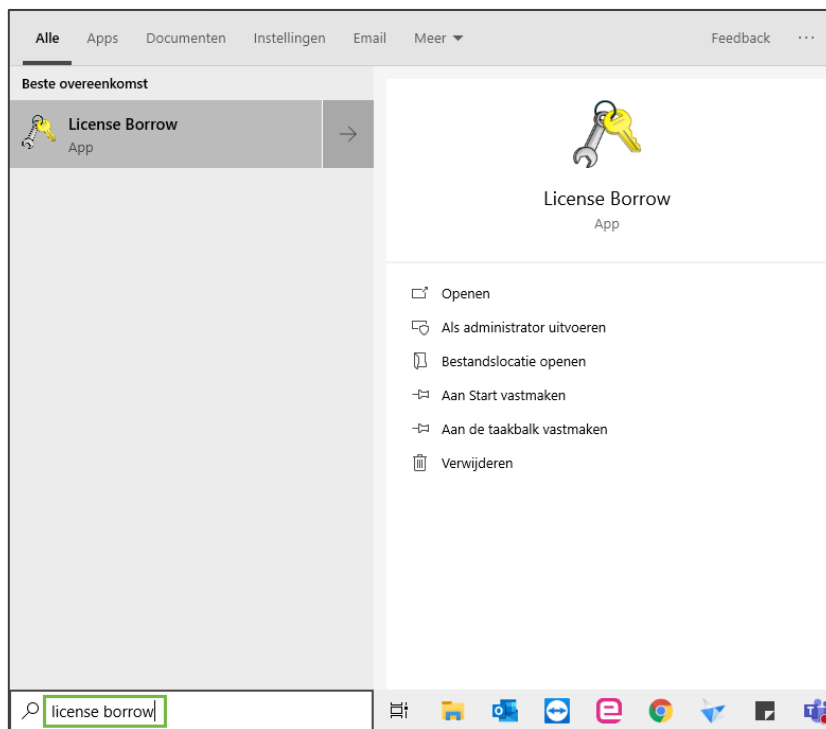 Alle Apps Documenten Instellingen Email Meer Feedback ...
Beste overeenkomst
License Borrow
App
License Borrow
App
Openen
Als administrator uitvoeren
Bestandslocatie openen
Aan Start vastmaken
Aan de taakbalk vastmaken
Verwijderen
license borrow